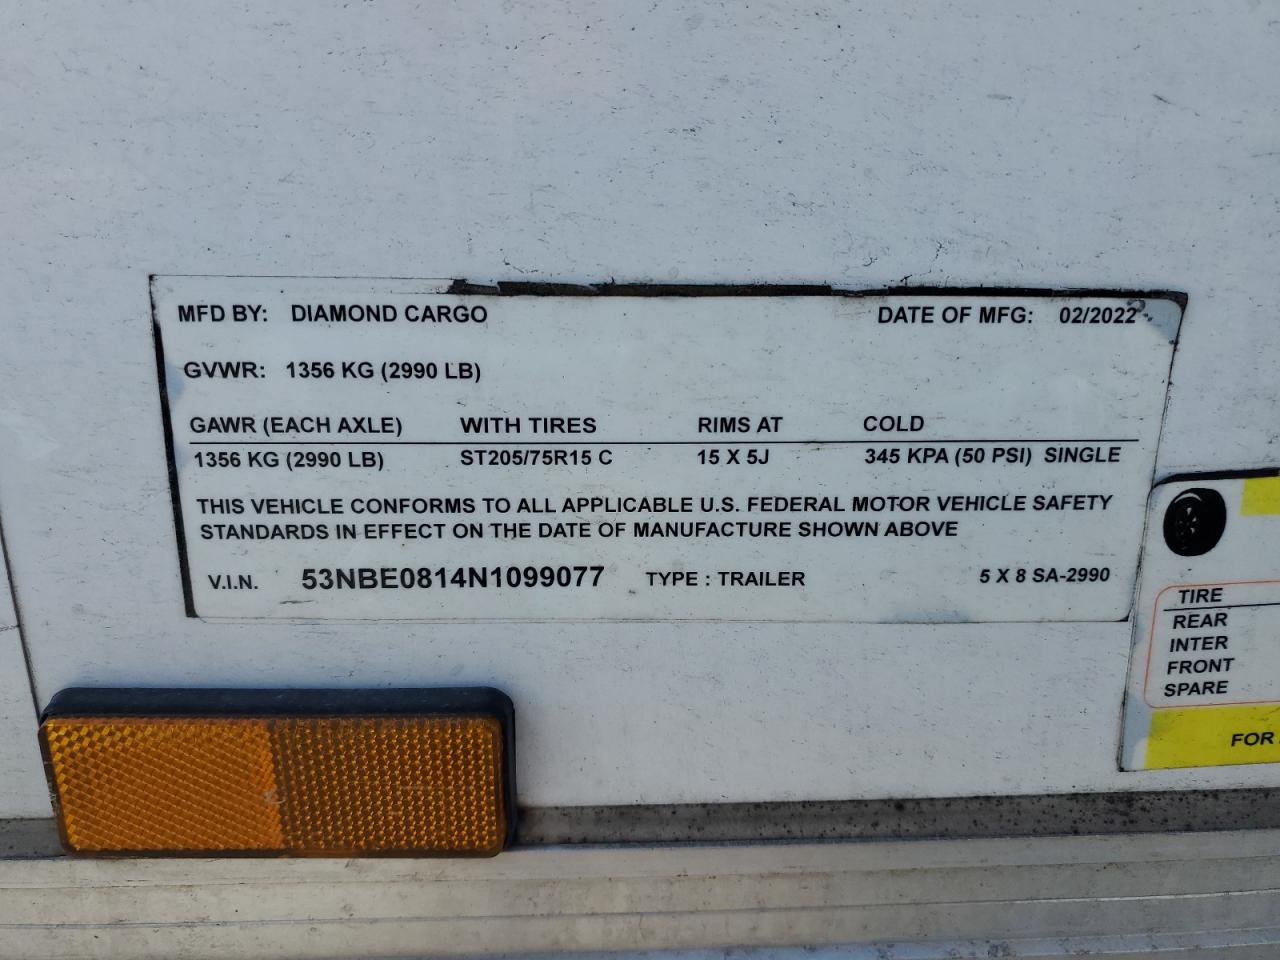 MFD BY: DIAMOND CARGO DATE OF MFG: 02/2022
GVWR: 1356 KG (2990 LB)
GAWR (EACH AXLE) WITH TIRES RIMS AT COLD
1356 KG (2990 LB) ST205/75R15 C 15 X 5J 345 KPA (50 PSI) SINGLE
THIS VEHICLE CONFORMS TO ALL APPLICABLE U.S. FEDERAL MOTOR VEHICLE SAFETY
STANDARDS IN EFFECT ON THE DATE OF MANUFACTURE SHOWN ABOVE
V.I.N. 53NBE0814N1099077 TYPE : TRAILER 5 X 8 SA-2990
TIRE
REAR
INTER
FRONT
SPARE
FOR